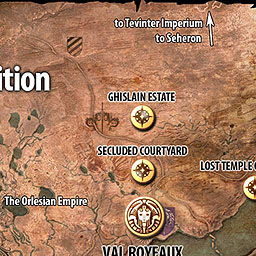 to Tevinter Imperium
to Seheron
ition
GHISLAIN ESTATE
SECLUDED COURTYARD
LOST TEMPLE
The Orlesian Empire
VAL ROYEAUX